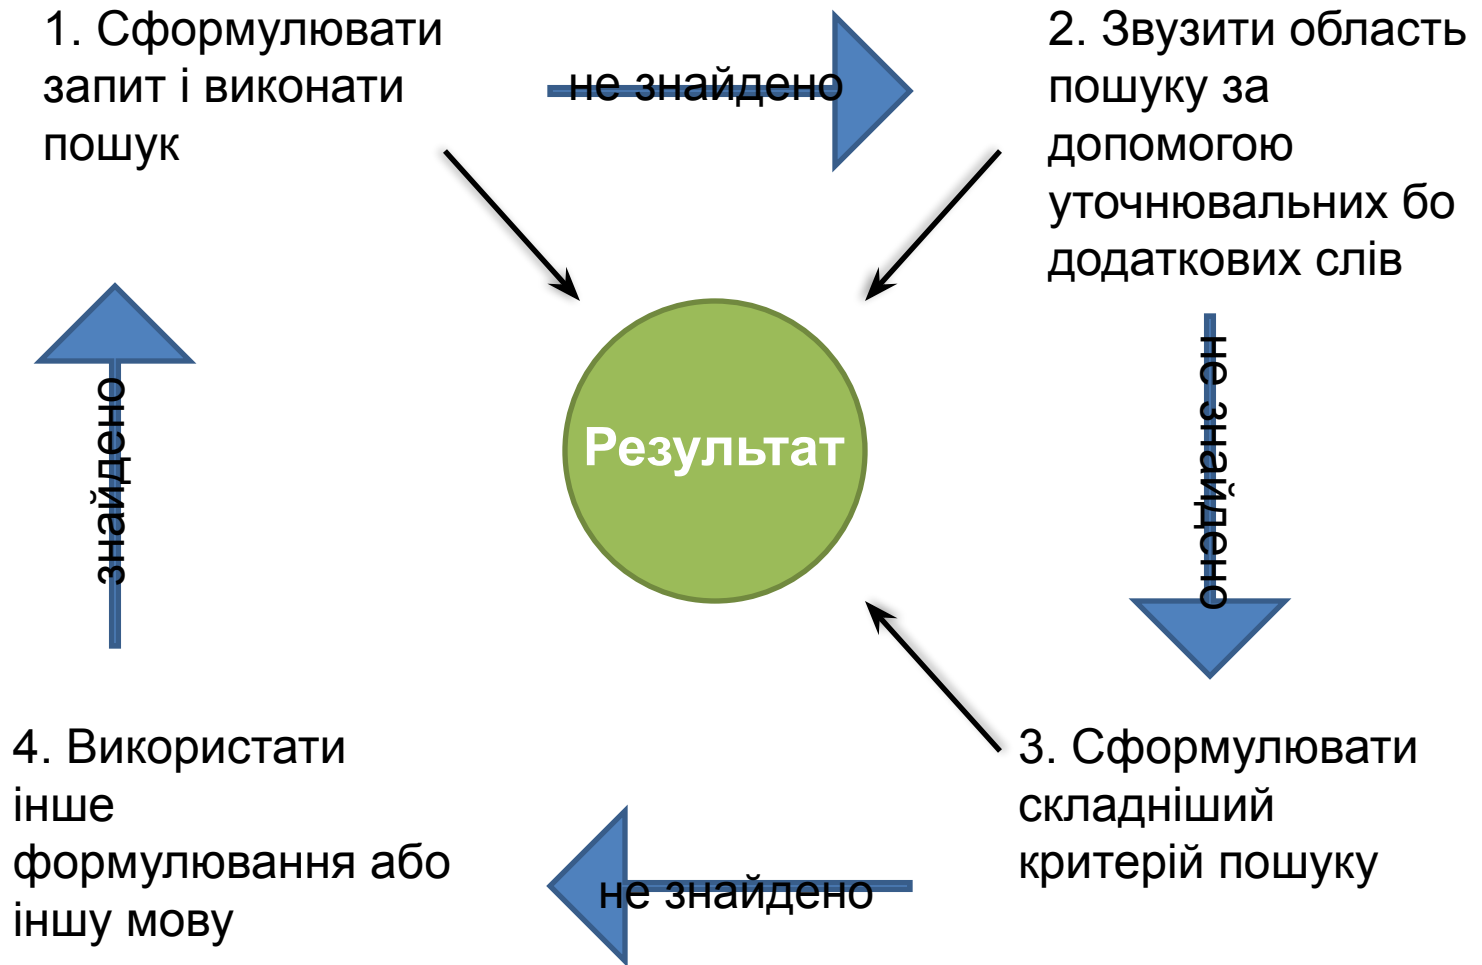 1. Сформулювати
запит і виконати
пошук
не знайдено
2. Звузити область
пошуку за
допомогою
уточнювальних бо
додаткових слів
знайдено
Результат
не знайдено
4. Використати
інше
формулювання або
іншу мову
не знайдено
3. Сформулювати
складніший
критерій пошуку